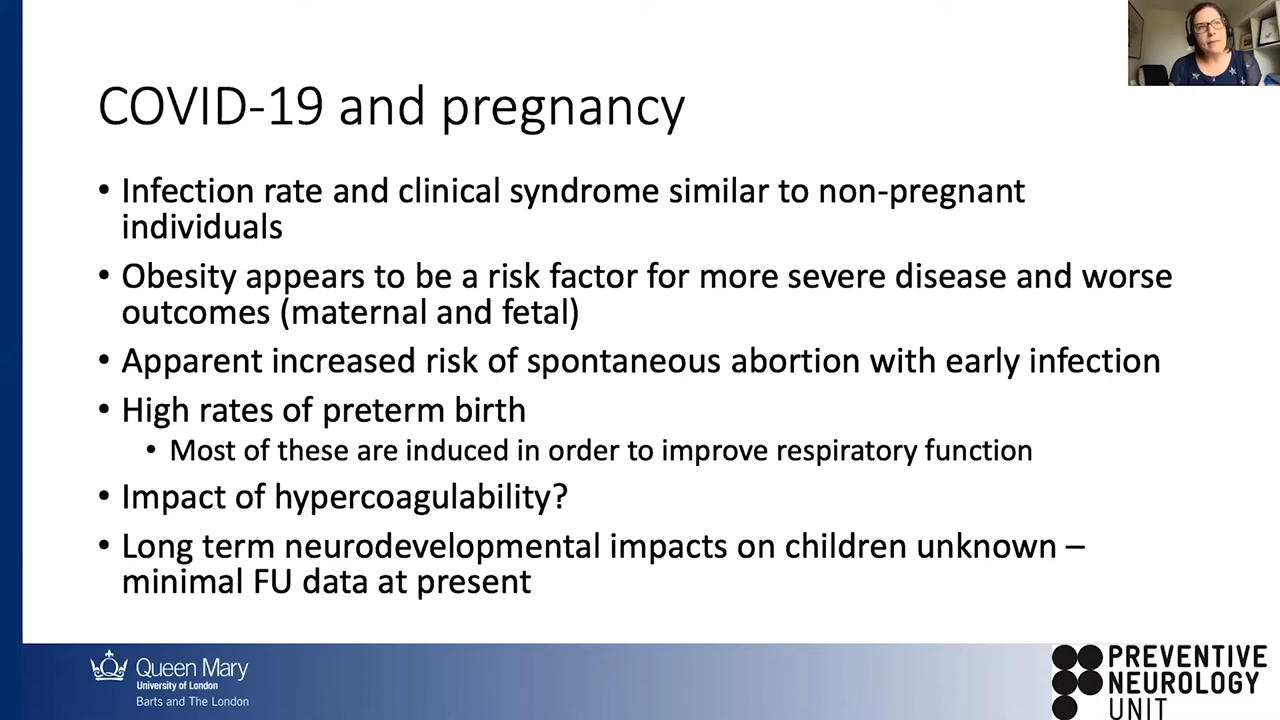 COVID-19 and pregnancy
• Infection rate and clinical syndrome similar to non-pregnant
individuals
• Obesity appears to be a risk factor for more severe disease and worse
outcomes (maternal and fetal)
• Apparent increased risk of spontaneous abortion with early infection
• High rates of preterm birth
• Most of these are induced in order to improve respiratory function
• Impact of hypercoagulability?
• Long term neurodevelopmental impacts on children unknown –
minimal FU data at present
Queen Mary
University of London
Barts and The London
PREVENTIVE
NEUROLOGY
UNIT